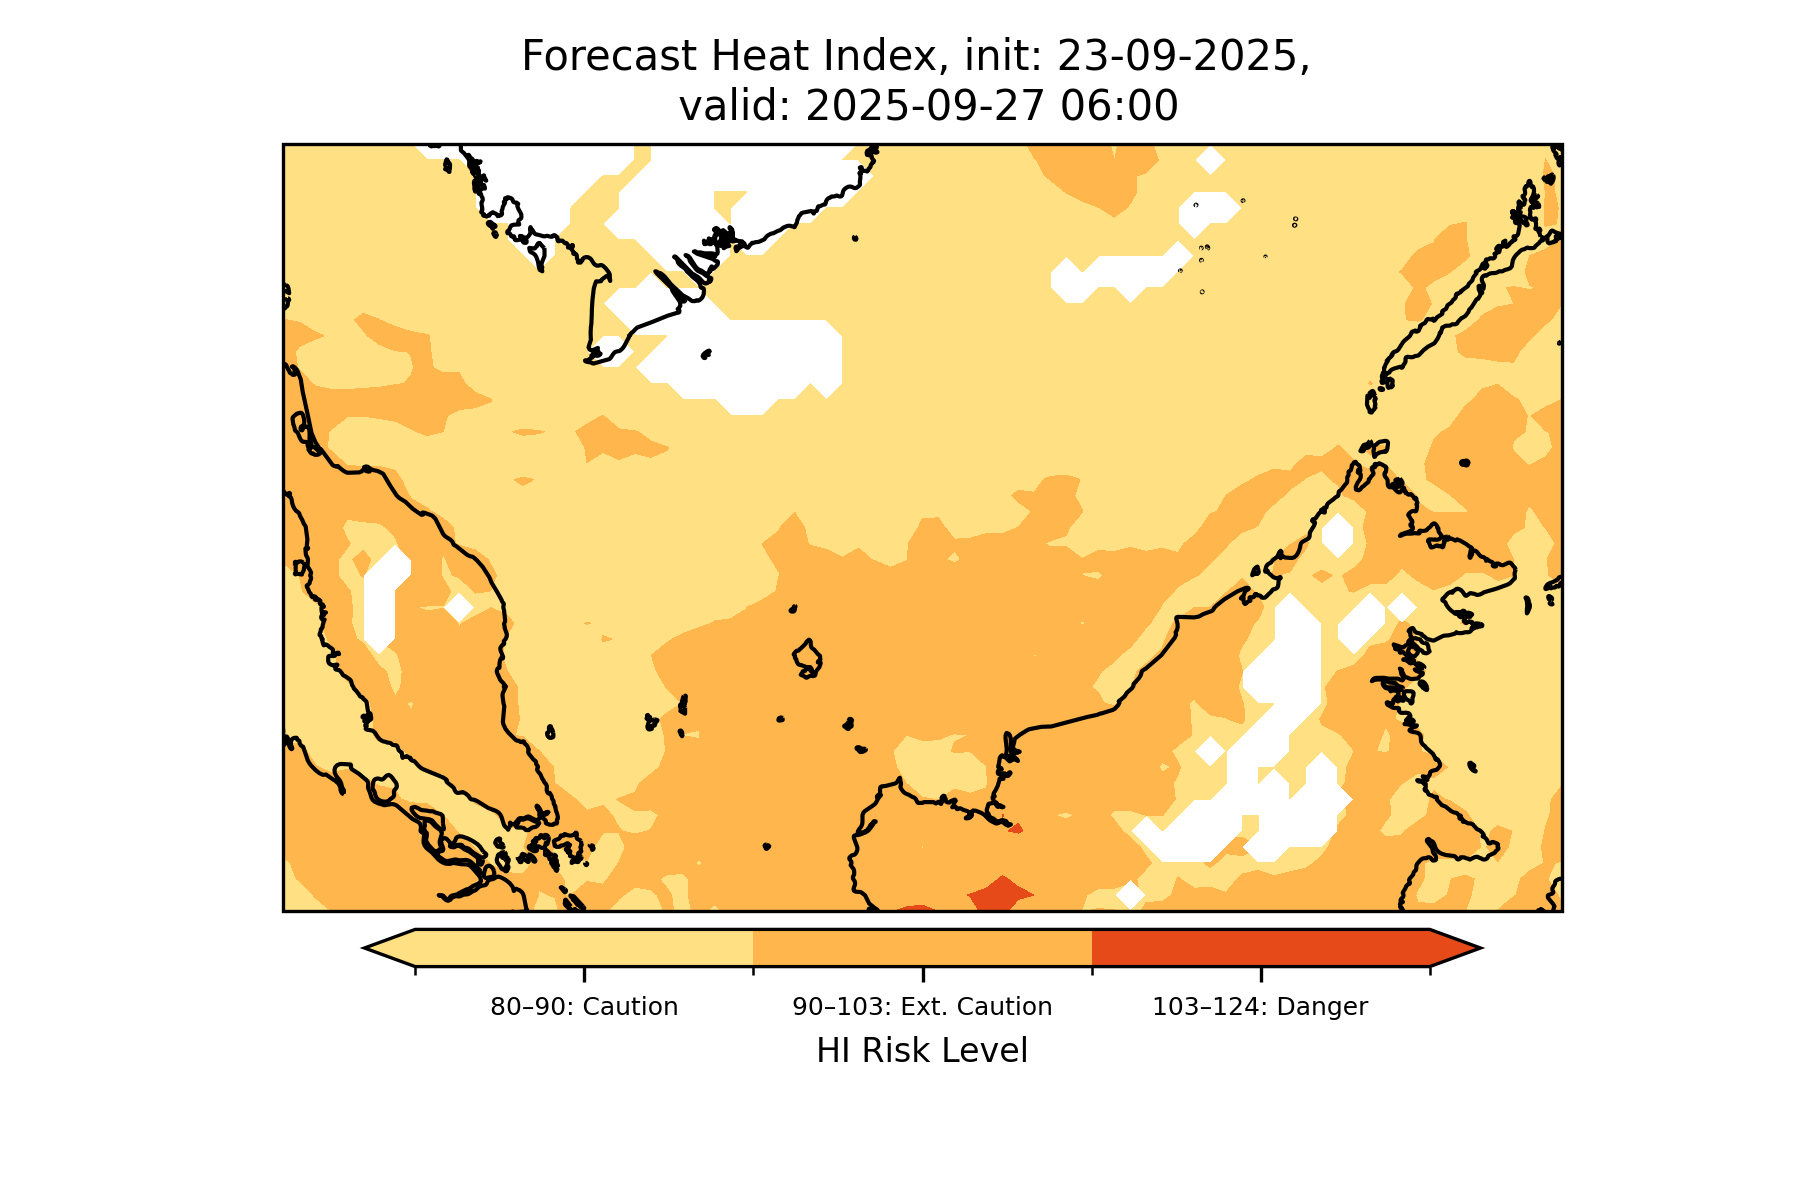 Forecast Heat Index, init: 23-09-2025,
valid: 2025-09-27 06:00
80–90: Caution
90–103: Ext. Caution
103–124: Danger
HI Risk Level